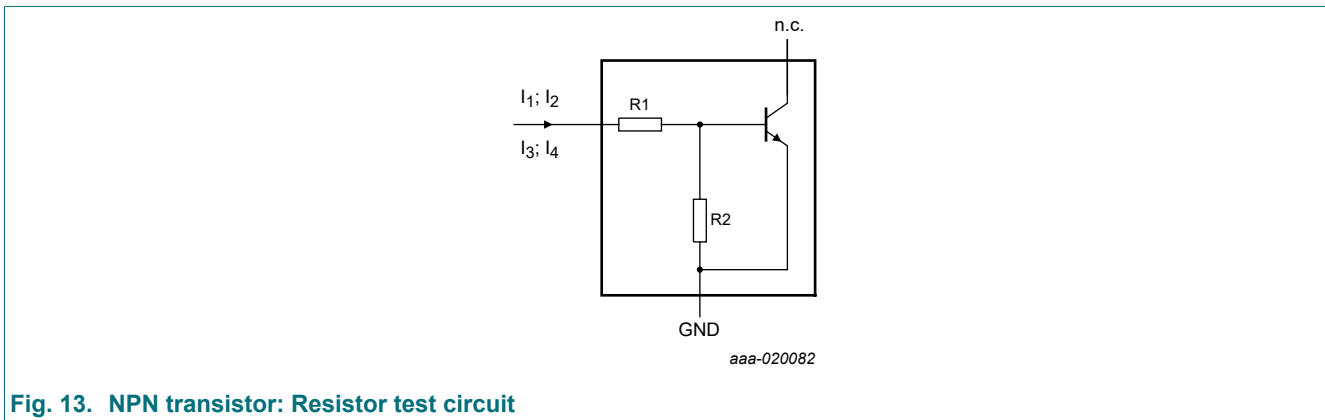 n.c.
I1; I2
R1
I3; I4
R2
GND
aaa-020082
Fig. 13. NPN transistor: Resistor test circuit